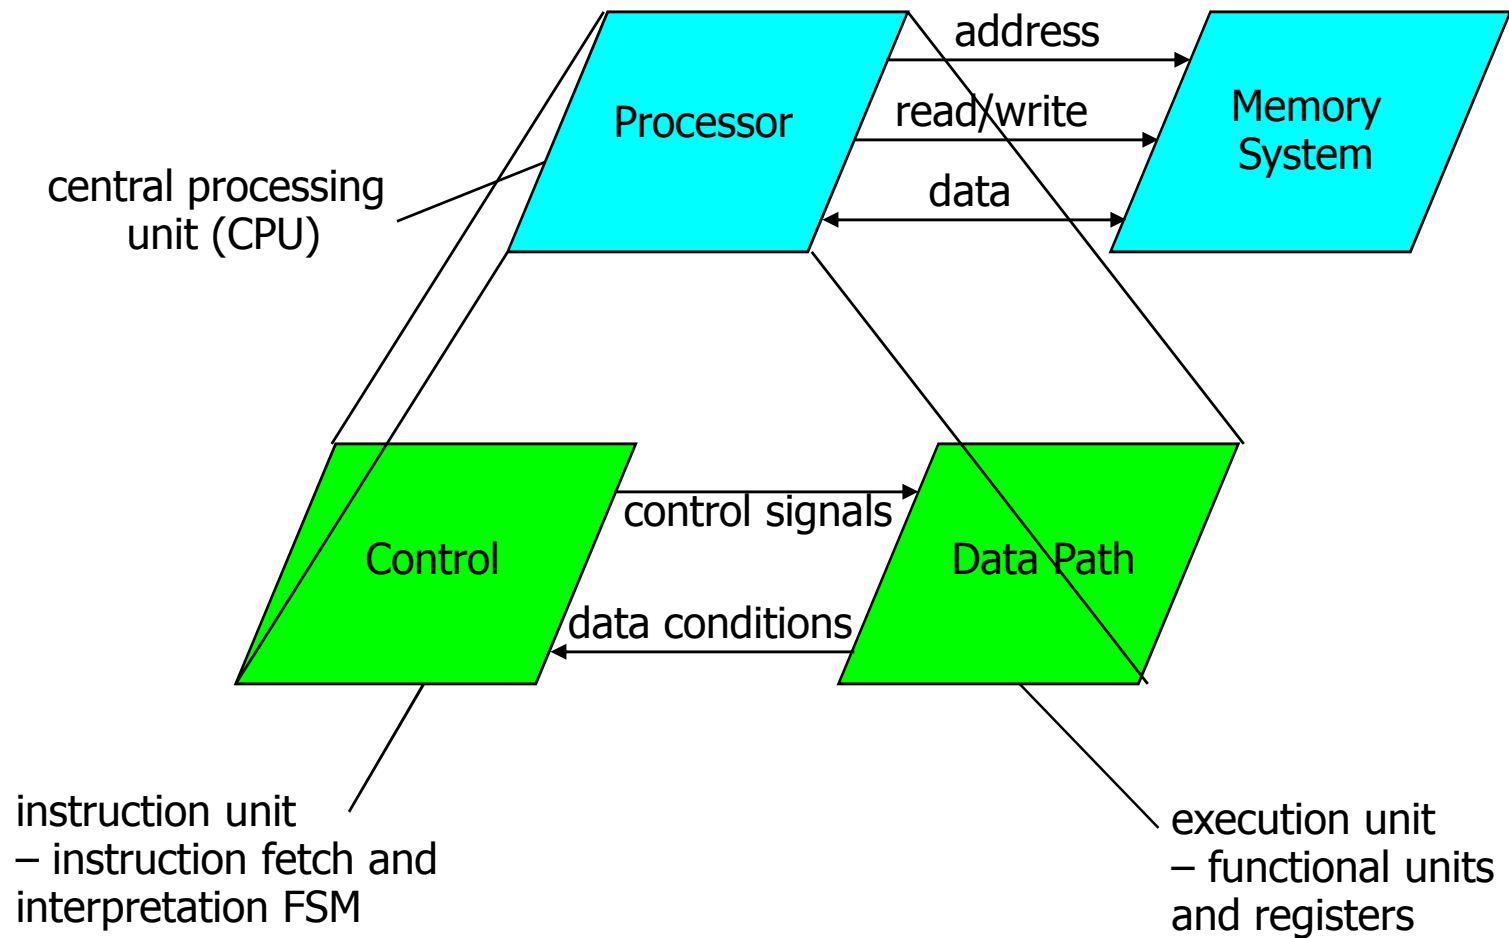 address
Processor
read/write
Memory
System
central processing
unit (CPU)
data
control signals
Control
Data Path
data conditions
instruction unit
– instruction fetch and
interpretation FSM
execution unit
– functional units
and registers